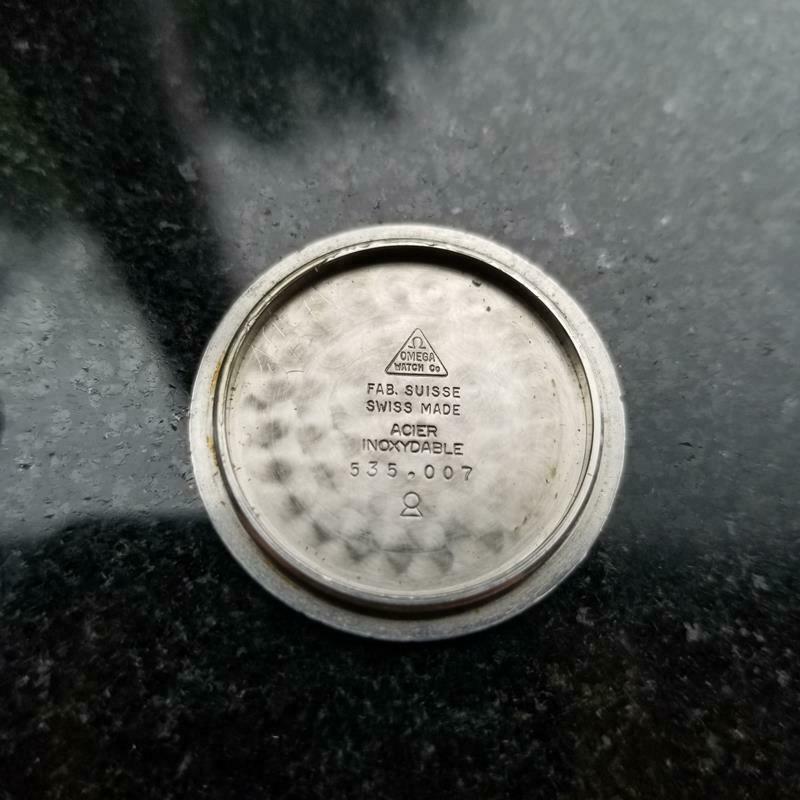 Ω
OMEGA
WATCH Co
FAB. SUISSE
SWISS MADE
ACIER
INOXYDABLE
535.007